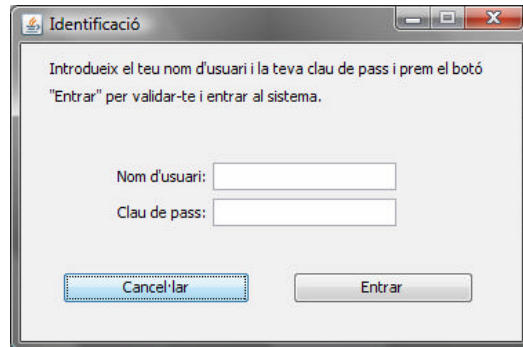 Identificació
Introdueix el teu nom d'usuari i la teva clau de pass i prem el botó
"Entrar" per validar-te i entrar al sistema.
Nom d'usuari:
Clau de pass:
Cancel·lar Entrar